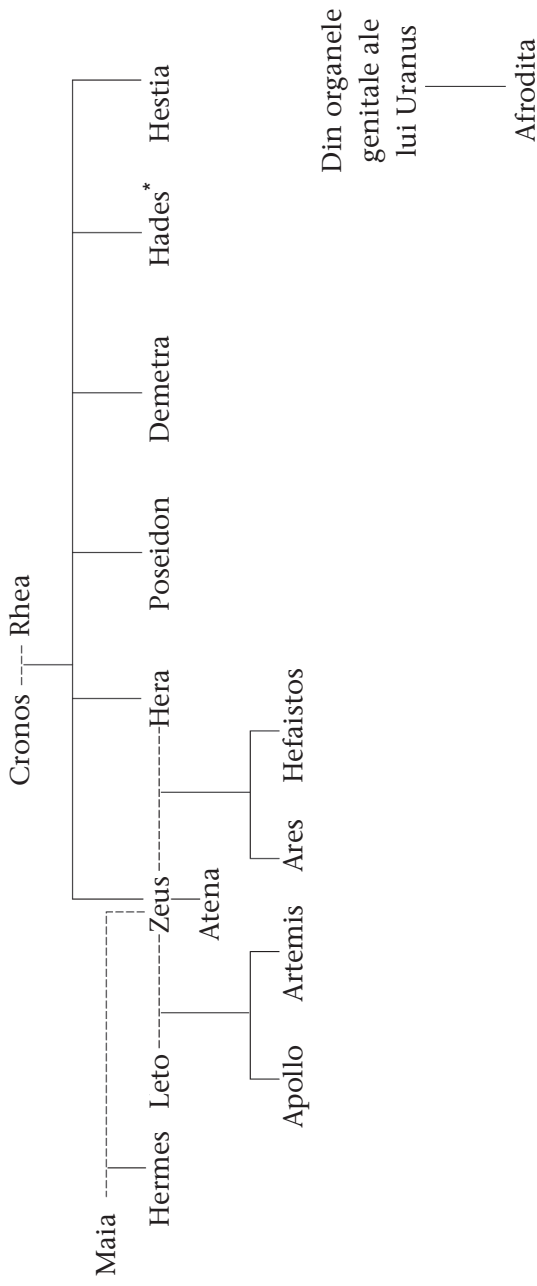 Cronos Rhea
Maia
Hermes Leto Zeus Hera Poseidon Demetra Hades* Hestia
Atena
Apollo Artemis Ares Hefaistos
Din organele
genitale ale
lui Uranus
Afrodita